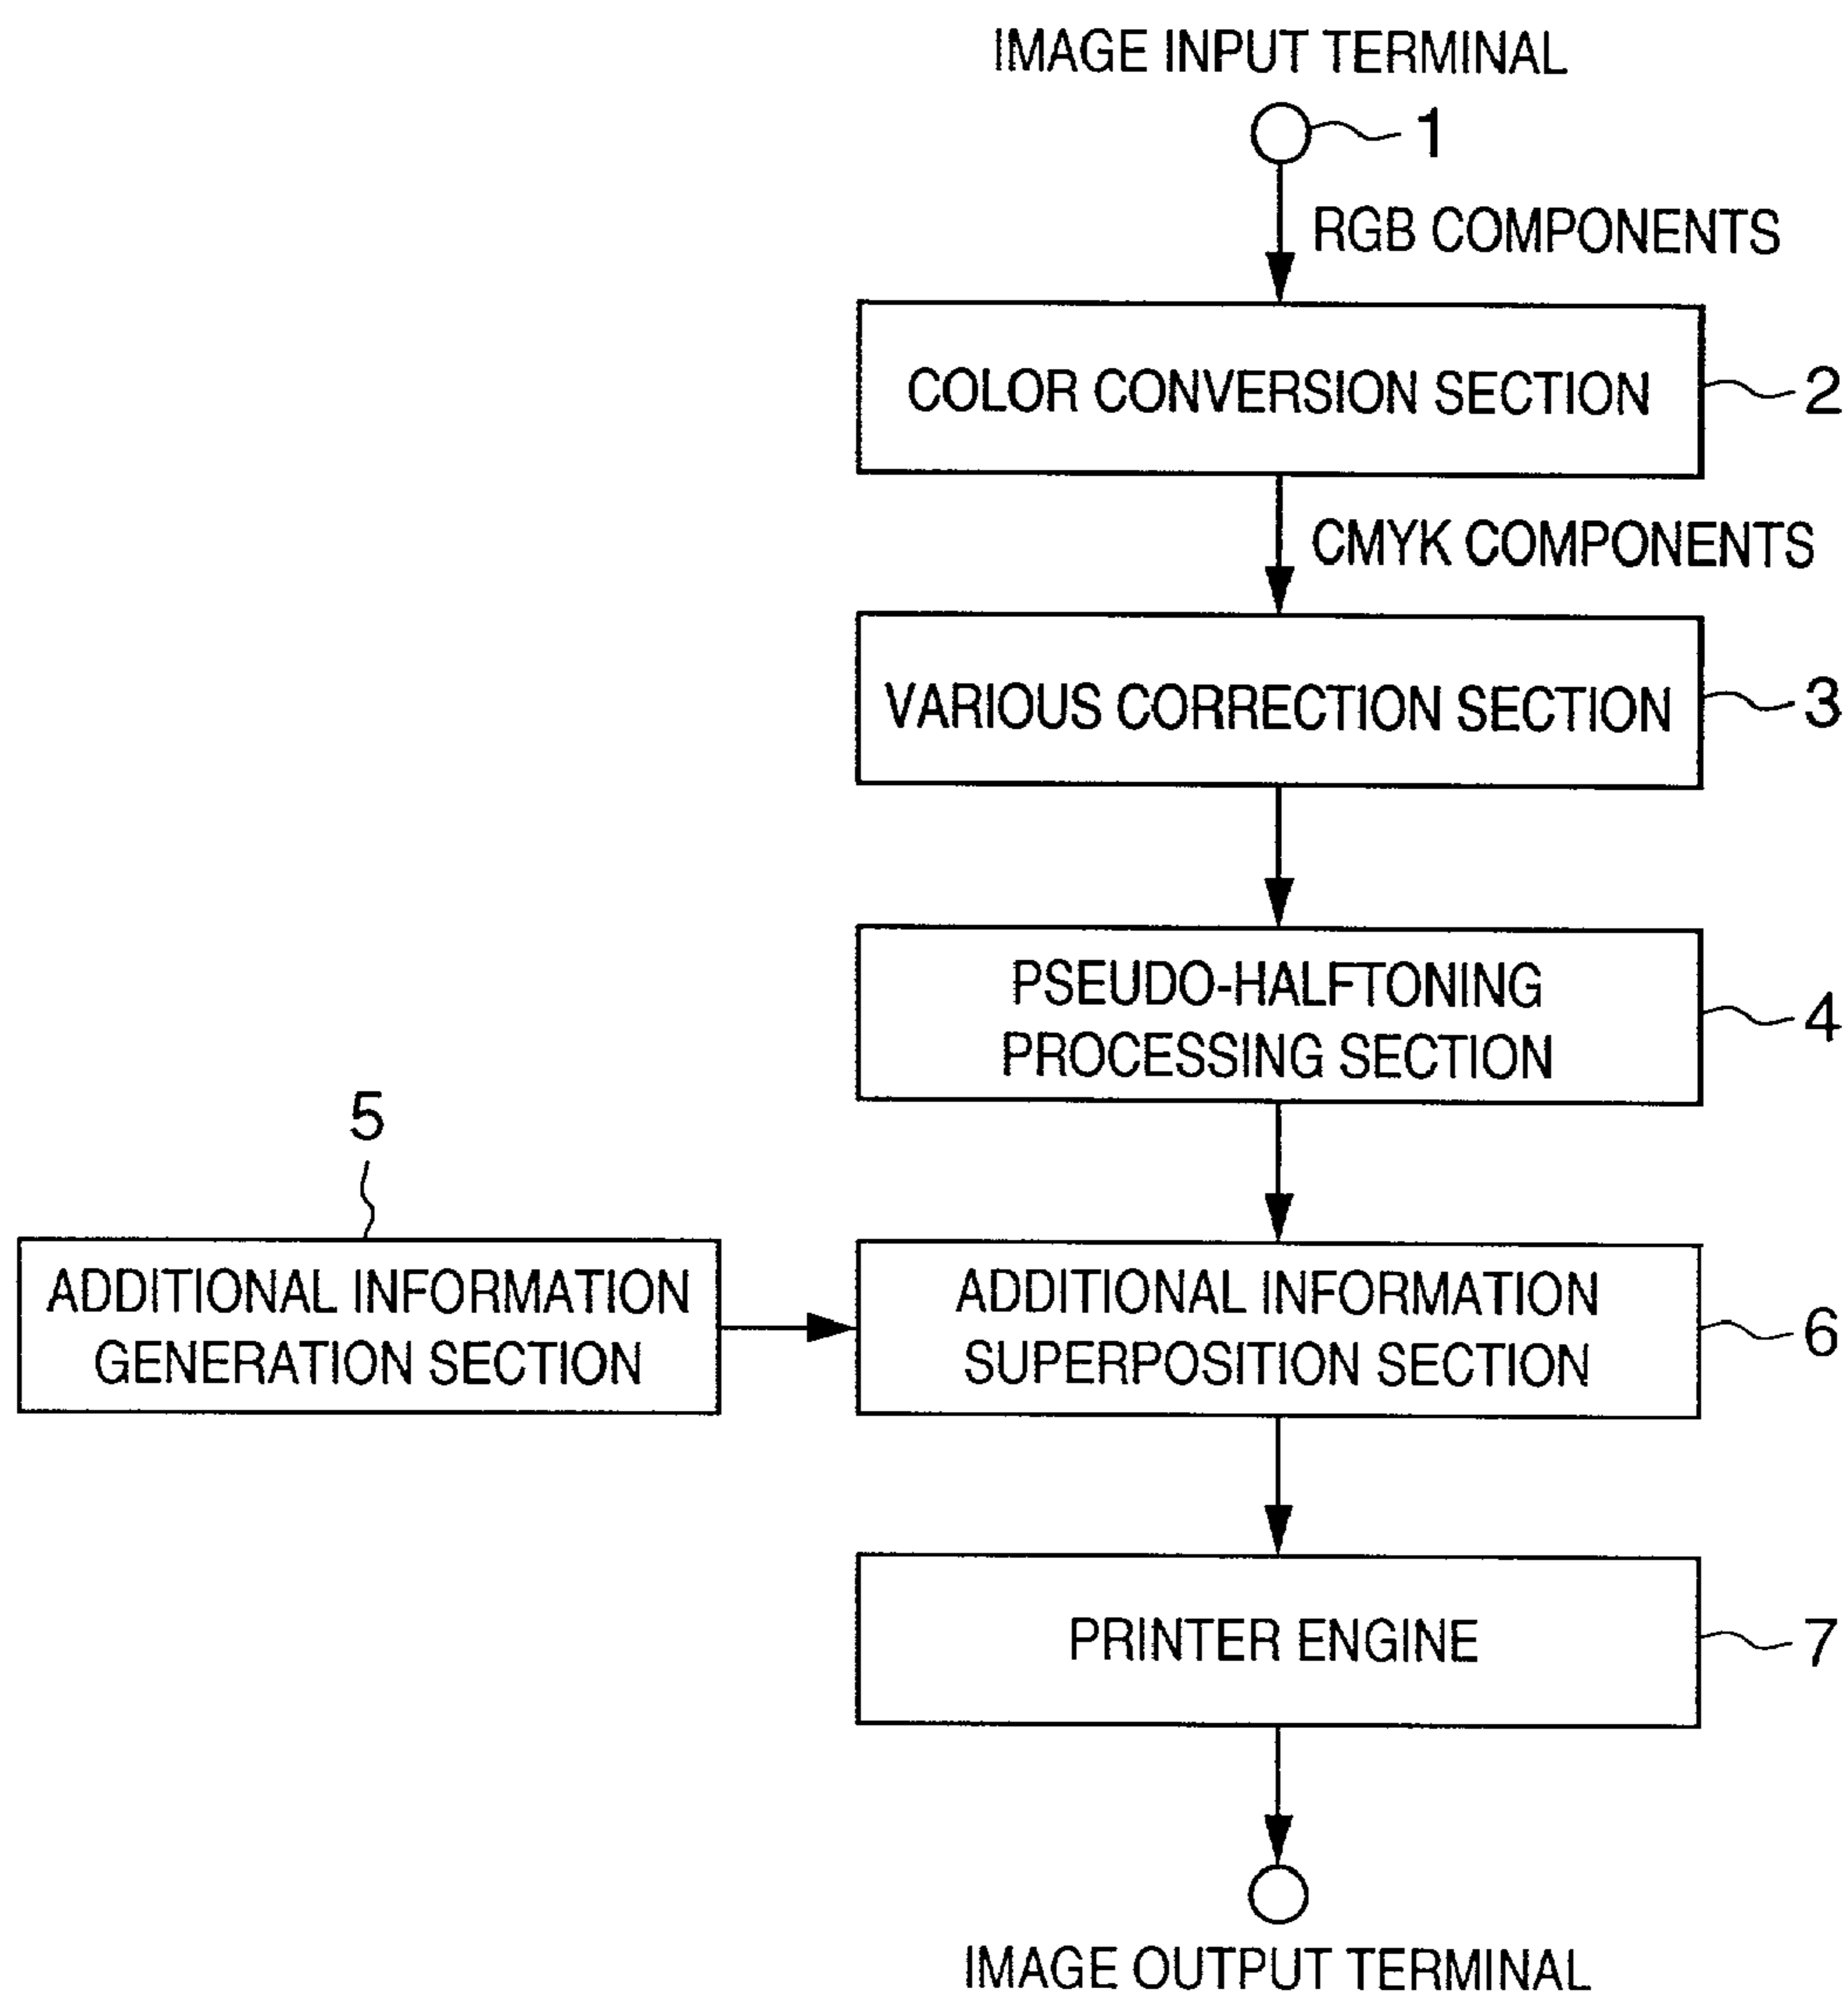 IMAGE INPUT TERMINAL
1
RGB COMPONENTS
COLOR CONVERSION SECTION
2
CMYK COMPONENTS
VARIOUS CORRECTION SECTION
3
PSEUDO-HALFTONING
PROCESSING SECTION
4
5
ADDITIONAL INFORMATION
GENERATION SECTION
ADDITIONAL INFORMATION
SUPERPOSITION SECTION
6
PRINTER ENGINE
7
IMAGE OUTPUT TERMINAL